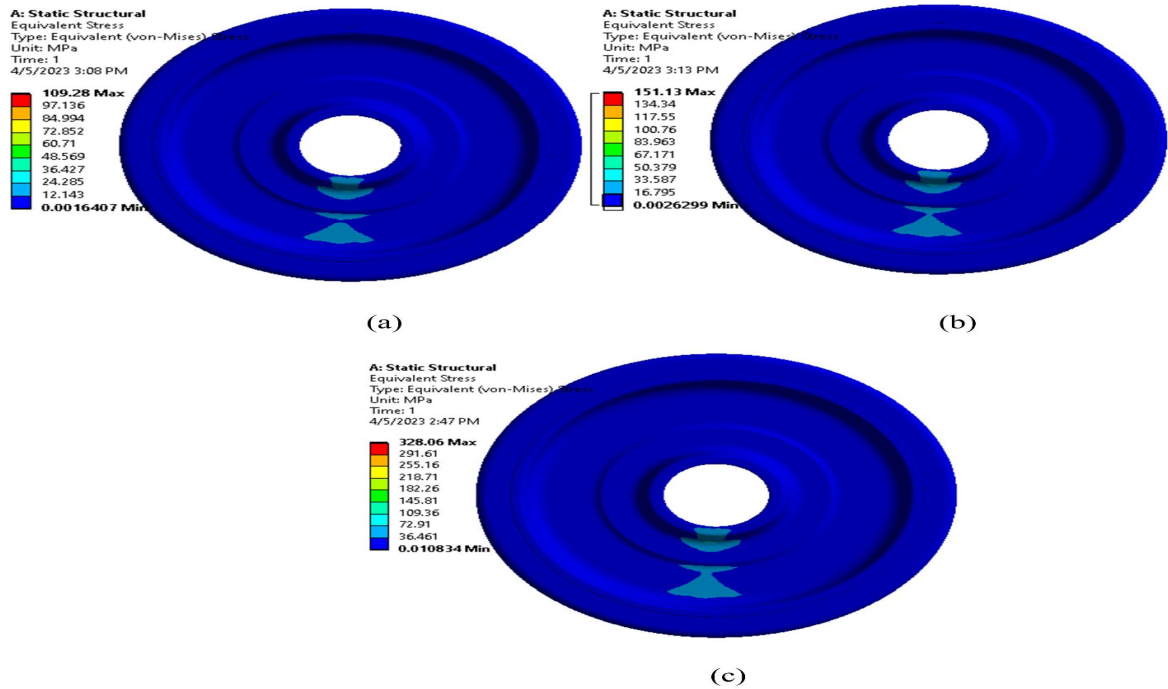 A: Static Structural
Equivalent Stress
Type: Equivalent (von-Mises) Stress
Unit: MPa
Time: 1
4/5/2023 3:08 PM
109.28 Max
97.136
84.994
72.852
60.71
48.569
36.427
24.285
12.143
0.0016407 Min
(a)
A: Static Structural
Equivalent Stress
Type: Equivalent (von-Mises) Stress
Unit: MPa
Time: 1
4/5/2023 3:13 PM
151.13 Max
134.34
117.55
100.76
83.963
67.171
50.379
33.587
16.795
0.0026299 Min
(b)
A: Static Structural
Equivalent Stress
Type: Equivalent (von-Mises) Stress
Unit: MPa
Time: 1
4/5/2023 2:47 PM
328.06 Max
291.61
255.16
218.71
182.26
145.81
109.36
72.91
36.461
0.010834 Min
(c)